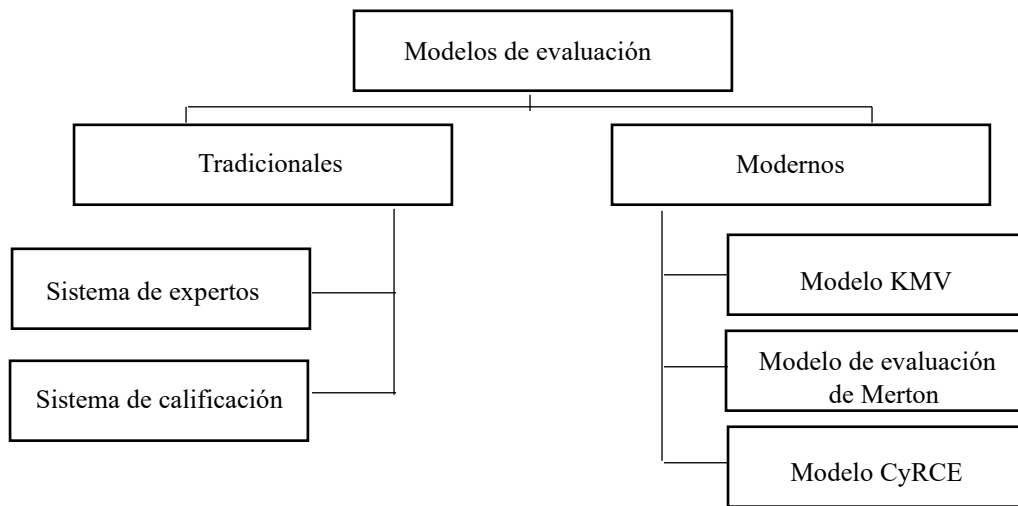 Modelos de evaluación
Tradicionales
Modernos
Sistema de expertos
Sistema de calificación
Modelo KMV
Modelo de evaluación
de Merton
Modelo CyRCE